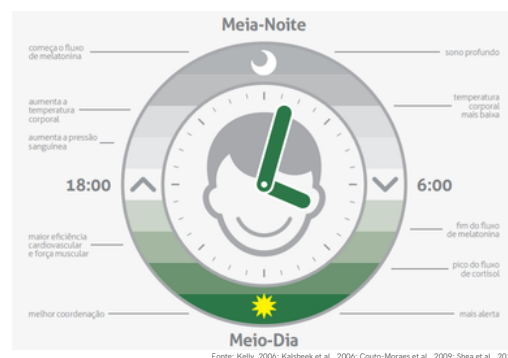 Meia-Noite
começa o fluxo
de melatonina
sono profundo
aumenta a
temperatura
corporal
temperatura
corporal
mais baixa
aumenta a pressão
sanguínea
18:00
6:00
maior eficiência
cardiovascular
e força muscular
fim do fluxo
de melatonina
pico do fluxo
de cortisol
melhor coordenação
mais alerta
Meio-Dia
Fonte: Kelly, 2006; Kalsbeek et al., 2006; Couto-Moraes et al., 2009; Shea et al., 20